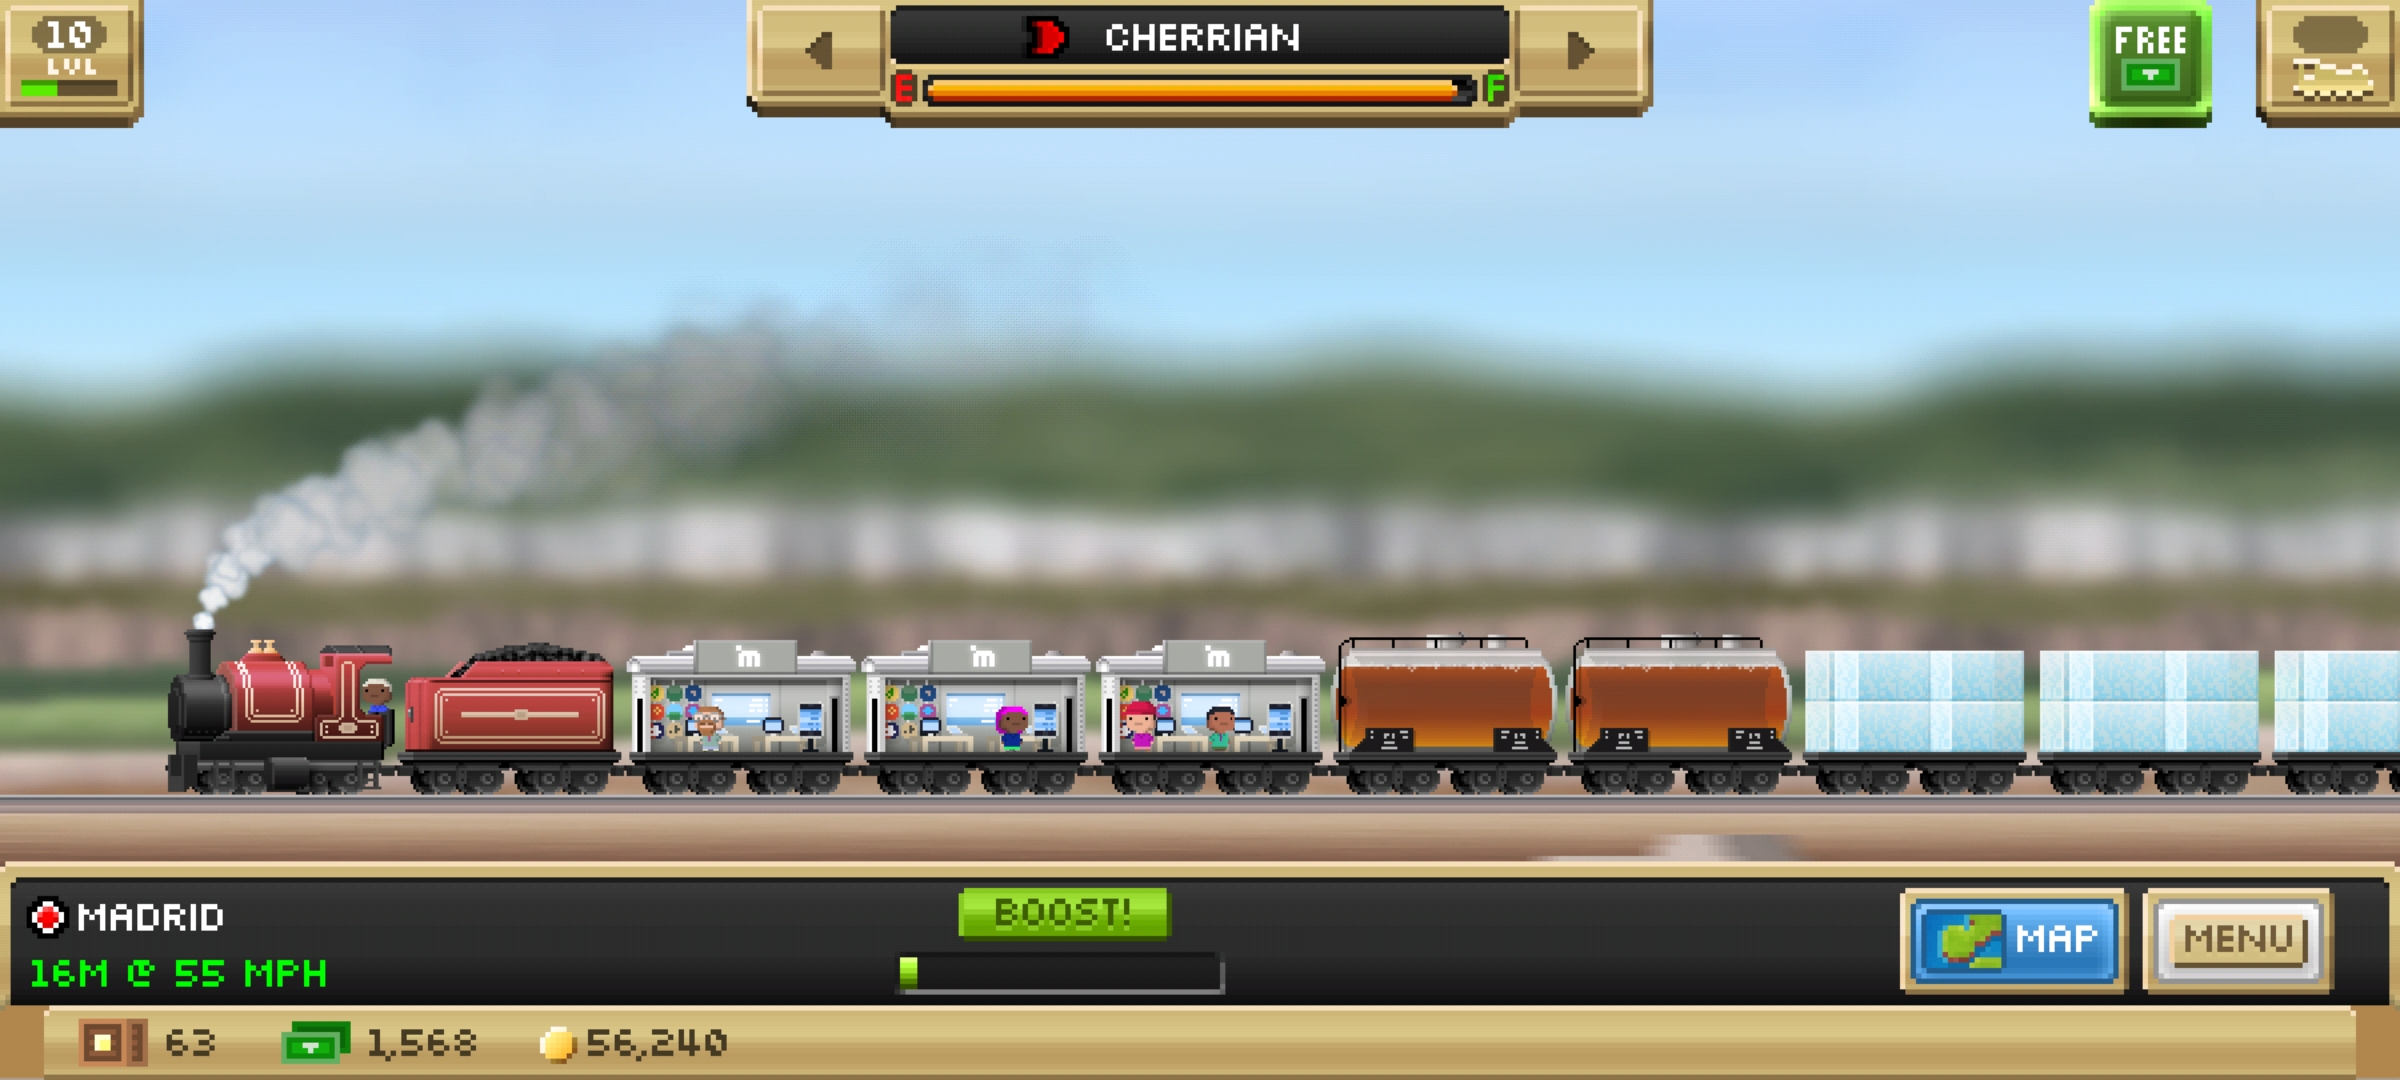 10
LVL
CHERRIAN
E
F
FREE
m
m
m
MADRID
16M @ 55 MPH
BOOST!
MAP
MENU
63
1,568
56,240